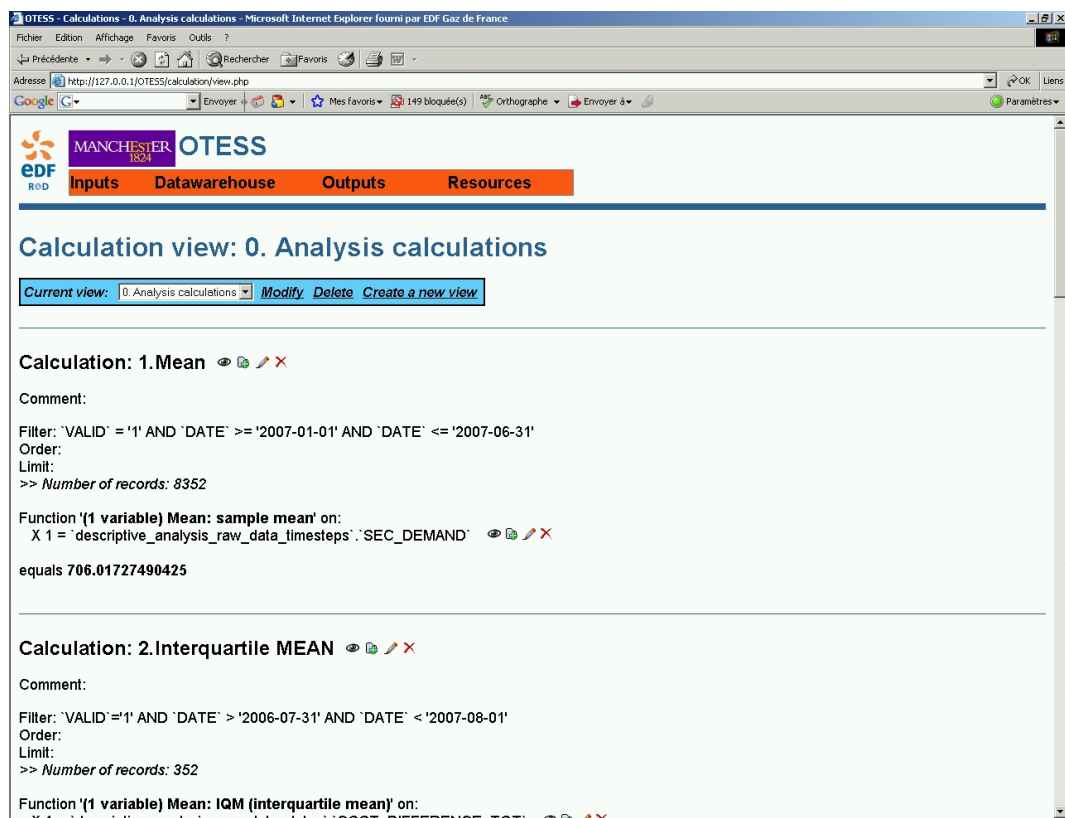 OTESS - Calculations - 0. Analysis calculations - Microsoft Internet Explorer fourni par EDF Gaz de France
Fichier Edition Affichage Favoris Outils ?
Précédente Rechercher Favoris
Adresse http://127.0.0.1/OTESS/calculation/view.php OK Liens
Google G Envoyer Mes favoris 149 bloquée(s) ABC Orthographe Envoyer à Paramètres
eDF
R&D
MANCHESTER
1824
OTESS
Inputs Datawarehouse Outputs Resources
Calculation view: 0. Analysis calculations
Current view: 0. Analysis calculations Modify Delete Create a new view
Calculation: 1.Mean
Comment:
Filter: `VALID` = '1' AND `DATE` >= '2007-01-01' AND `DATE` <= '2007-06-31'
Order:
Limit:
>> Number of records: 8352
Function '(1 variable) Mean: sample mean' on:
X 1 = `descriptive_analysis_raw_data_timesteps`.`SEC_DEMAND`
equals 706.01727490425
Calculation: 2.Interquartile MEAN
Comment:
Filter: `VALID`='1' AND `DATE` > '2006-07-31' AND `DATE` < '2007-08-01'
Order:
Limit:
>> Number of records: 352
Function '(1 variable) Mean: IQM (interquartile mean)' on: